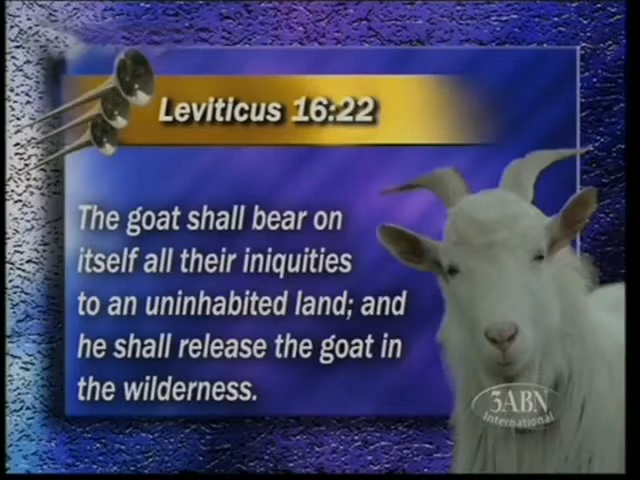 Leviticus 16:22
The goat shall bear on
itself all their iniquities
to an uninhabited land; and
he shall release the goat in
the wilderness.
3ABN
International